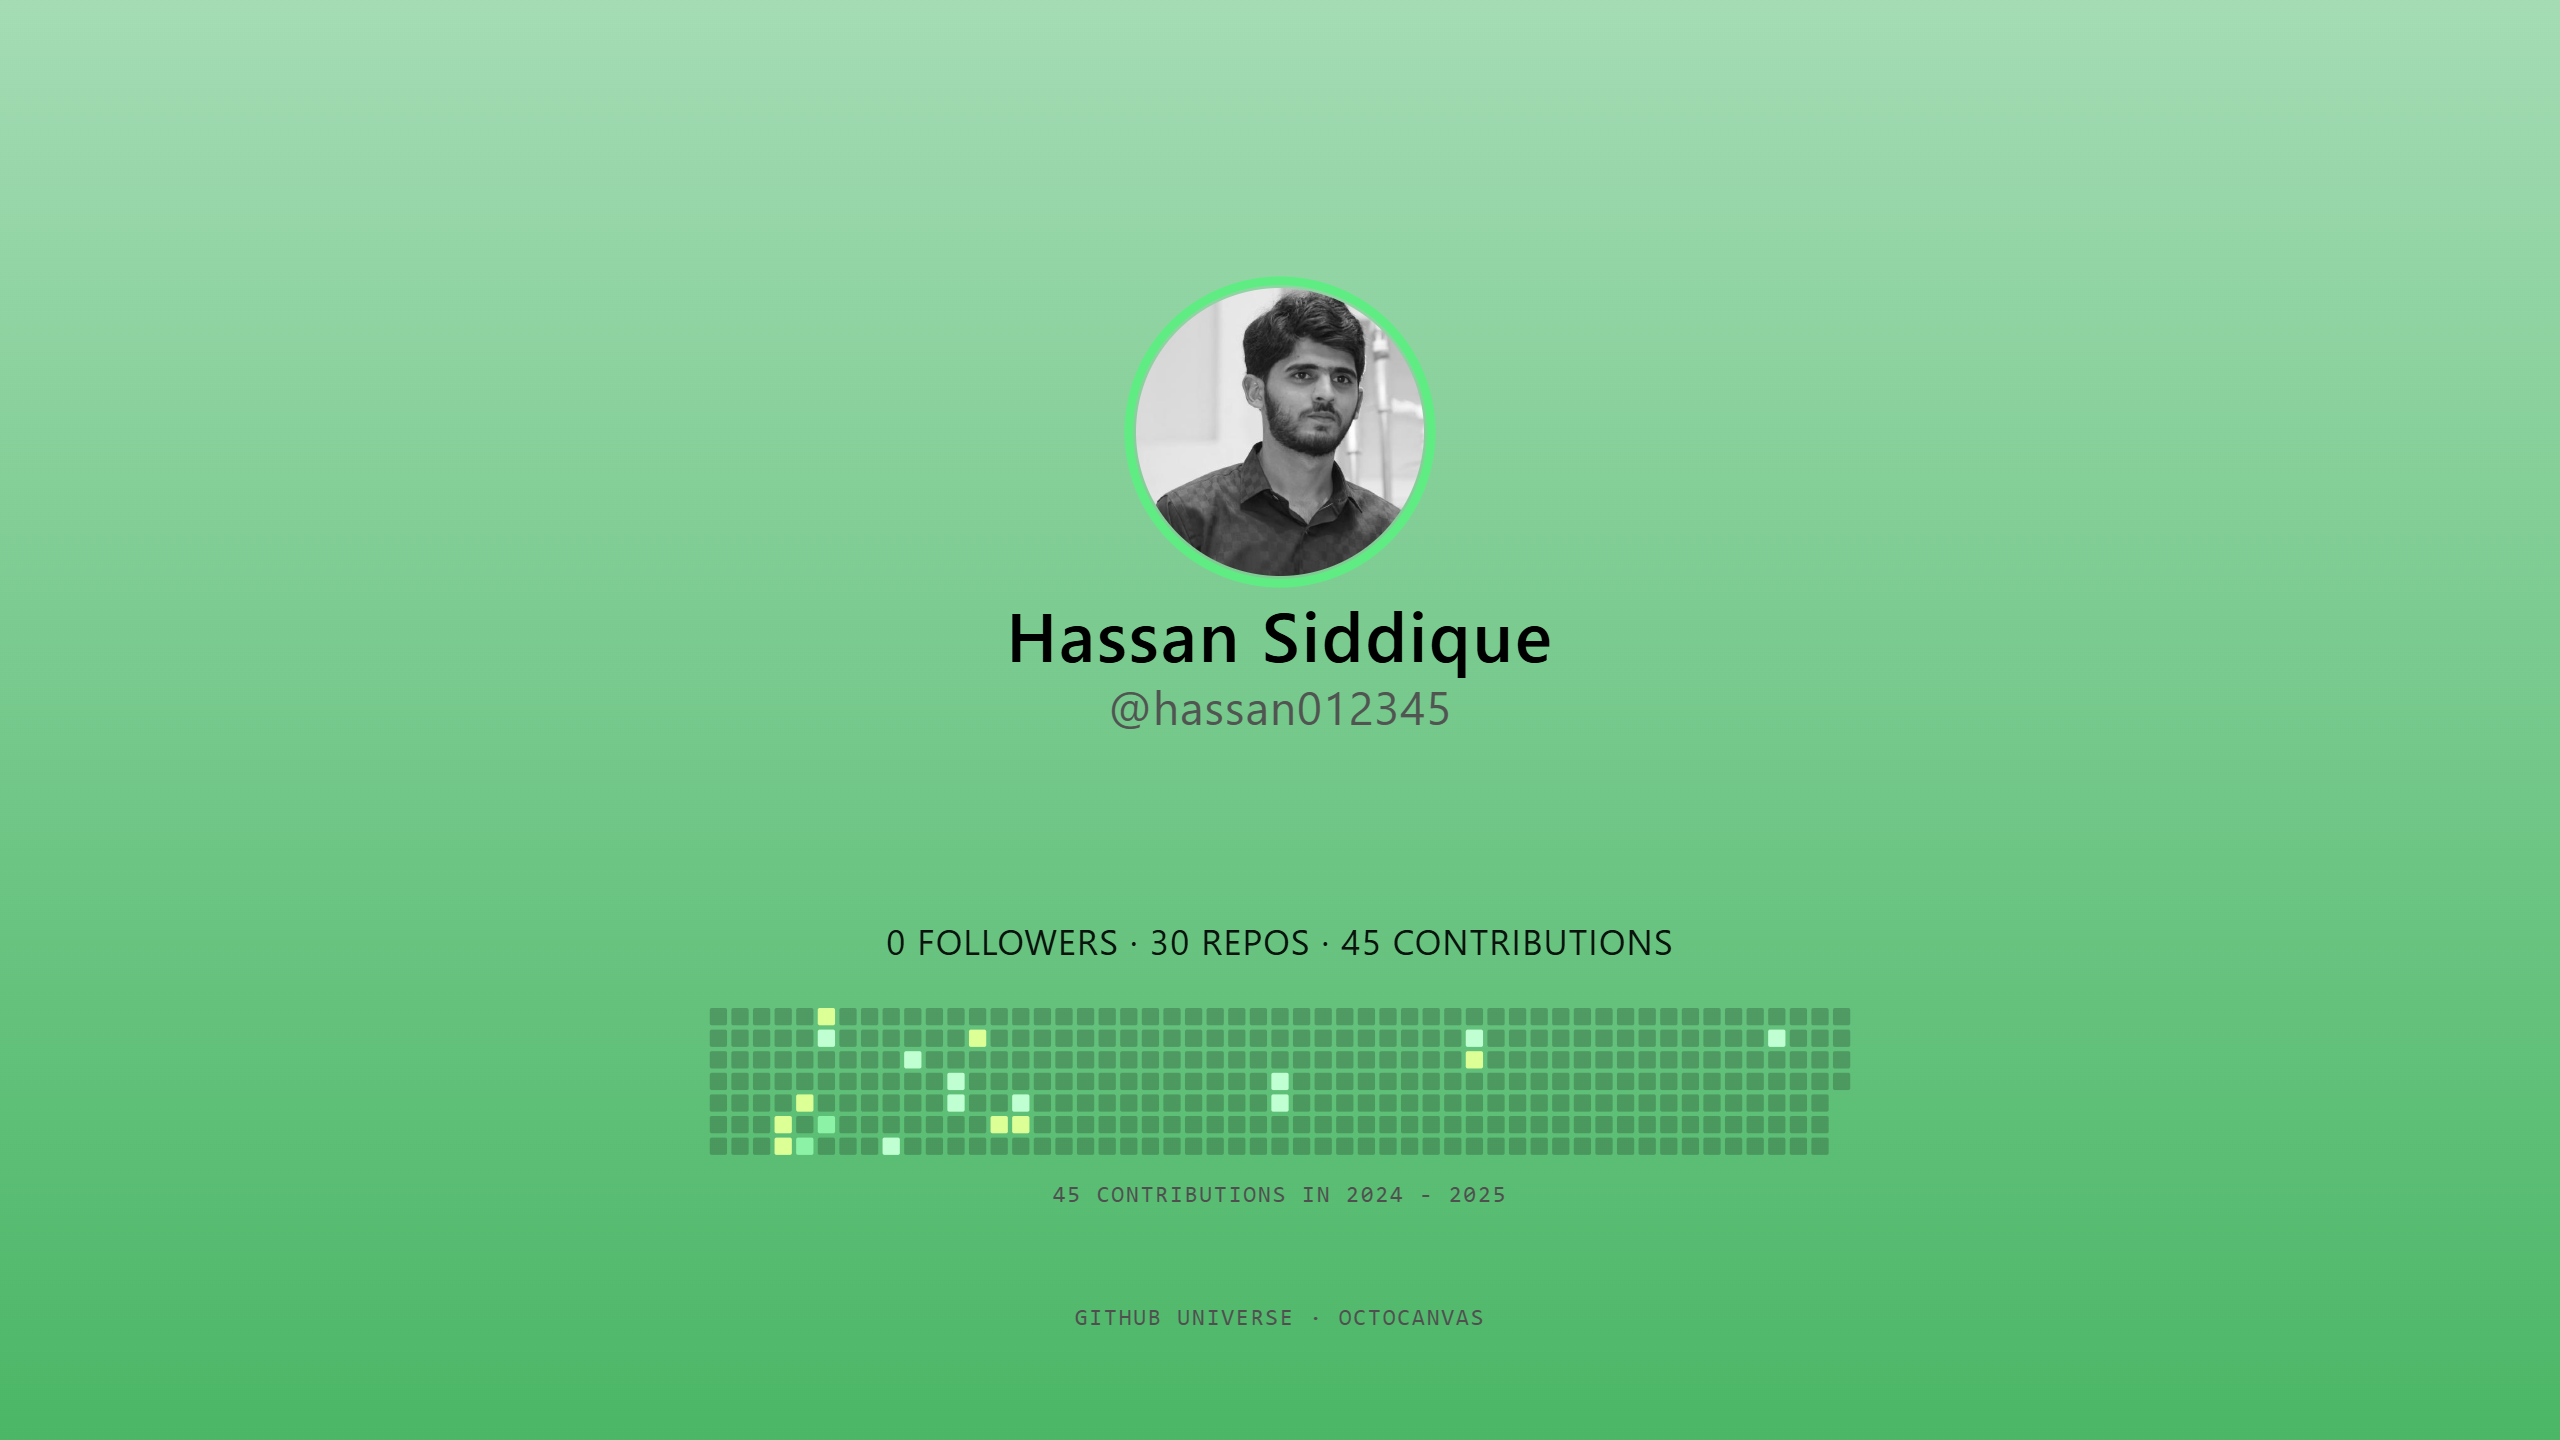 Hassan Siddique
@hassan012345
0 FOLLOWERS · 30 REPOS · 45 CONTRIBUTIONS
45 CONTRIBUTIONS IN 2024 - 2025
GITHUB UNIVERSE · OCTOCANVAS